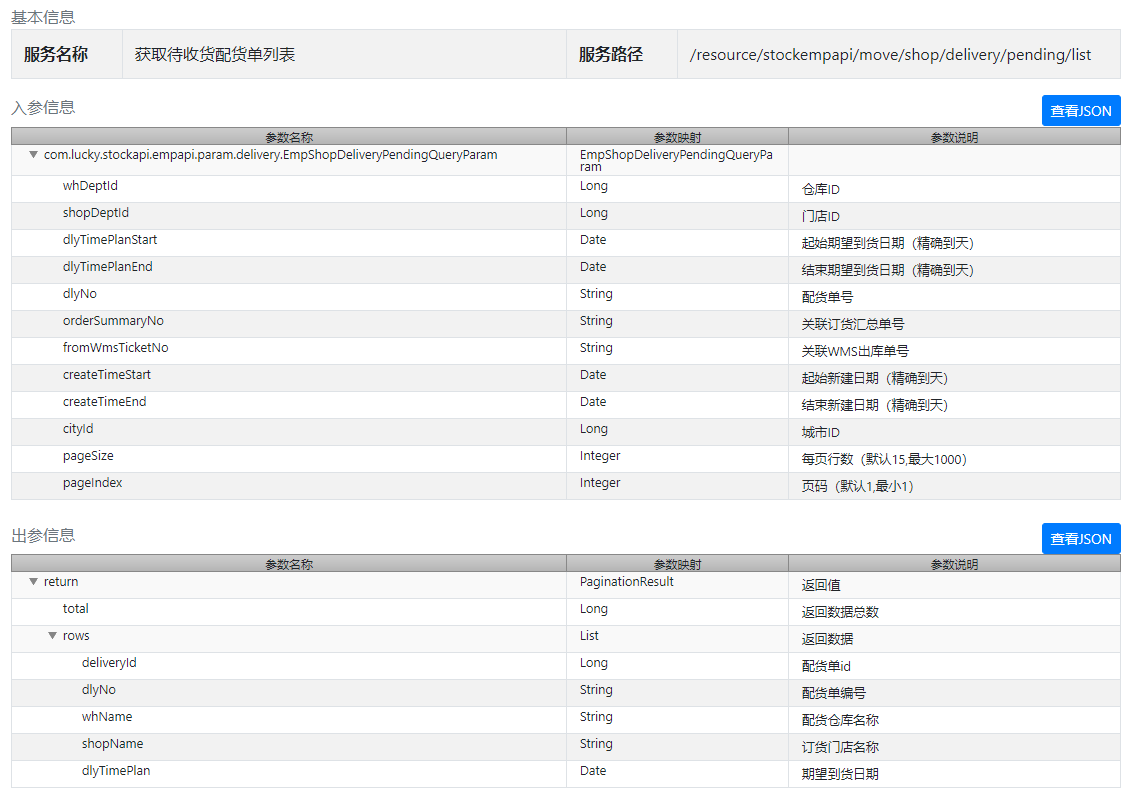 基本信息
服务名称 获取待收货配货单列表 服务路径 /resource/stockempapi/move/shop/delivery/pending/list
入参信息 查看JSON
参数名称 参数映射 参数说明
com.lucky.stockapi.empapi.param.delivery.EmpShopDeliveryPendingQueryParam EmpShopDeliveryPendingQueryPa
ram
whDeptId Long 仓库ID
shopDeptId Long 门店ID
dlyTimePlanStart Date 起始期望到货日期（精确到天）
dlyTimePlanEnd Date 结束期望到货日期（精确到天）
dlyNo String 配货单号
orderSummaryNo String 关联订货汇总单号
fromWmsTicketNo String 关联WMS出库单号
createTimeStart Date 起始新建日期（精确到天）
createTimeEnd Date 结束新建日期（精确到天）
cityId Long 城市ID
pageSize Integer 每页行数（默认15,最大1000）
pageIndex Integer 页码（默认1,最小1）
出参信息 查看JSON
参数名称 参数映射 参数说明
return PaginationResult 返回值
total Long 返回数据总数
rows List 返回数据
deliveryId Long 配货单id
dlyNo String 配货单编号
whName String 配货仓库名称
shopName String 订货门店名称
dlyTimePlan Date 期望到货日期